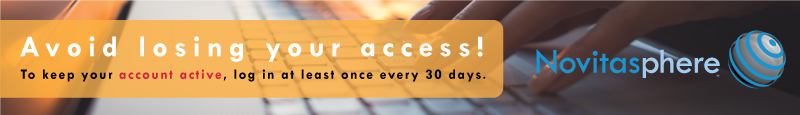 Avoid losing your access!
To keep your account active, log in at least once every 30 days.
Novitasphere